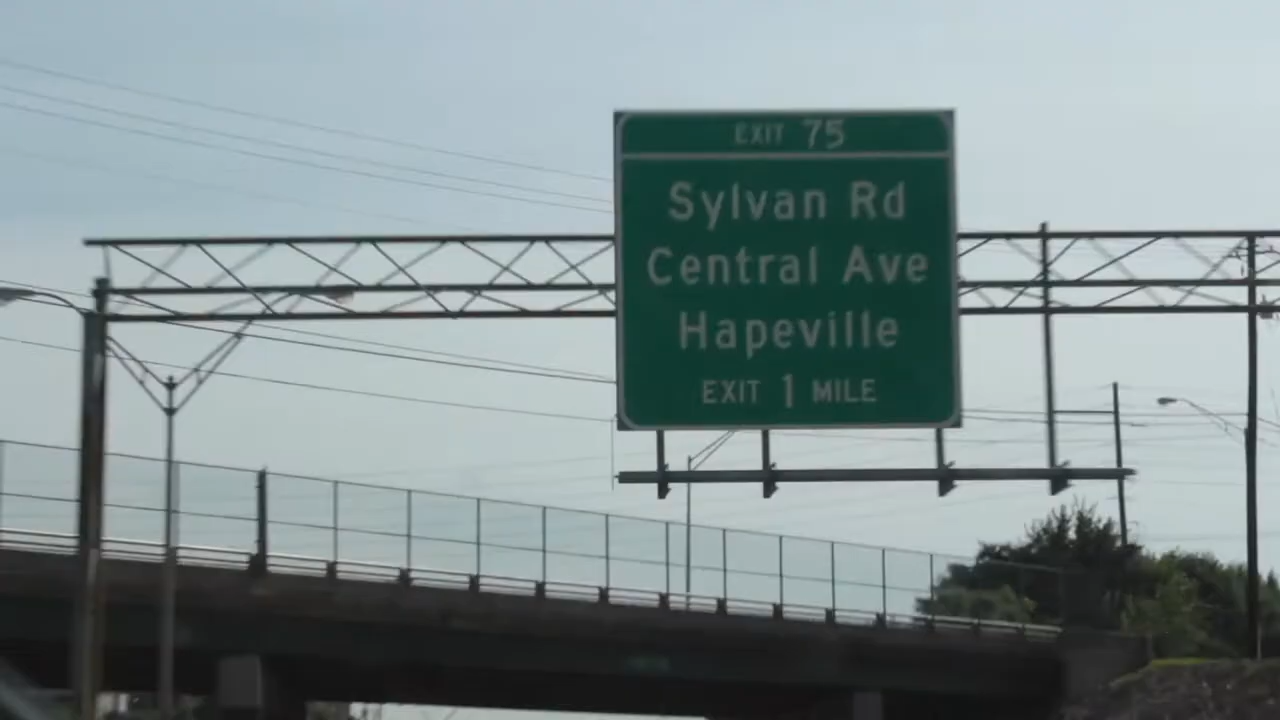 EXIT 75
Sylvan Rd
Central Ave
Hapeville
EXIT 1 MILE